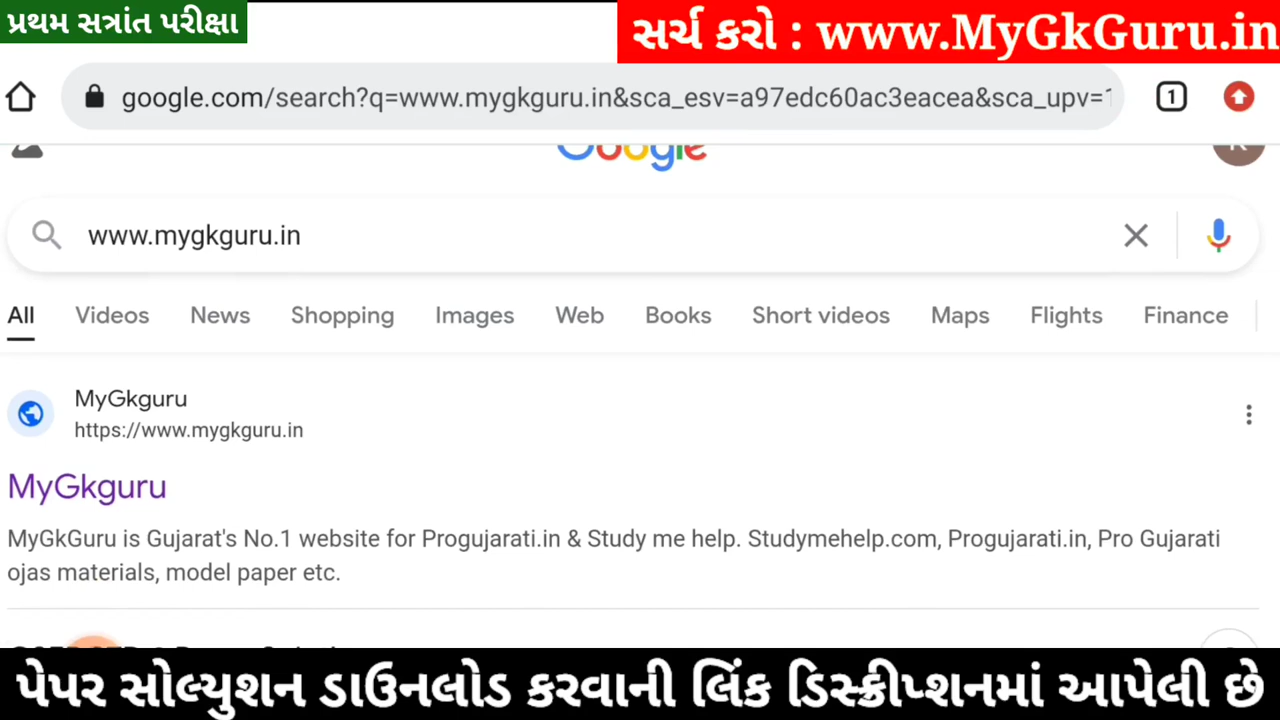 પ્રથમ સત્રાંત પરીક્ષા
સર્ચ કરો : www.MyGkGuru.in
google.com/search?q=www.mygkguru.in&sca_esv=a97edc60ac3eacea&sca_upv=1
1
Google
www.mygkguru.in
All Videos News Shopping Images Web Books Short videos Maps Flights Finance
MyGkguru
https://www.mygkguru.in
MyGkguru
MyGkGuru is Gujarat's No.1 website for Progujarati.in & Study me help. Studymehelp.com, Progujarati.in, Pro Gujarati
ojas materials, model paper etc.
પેપર સોલ્યુશન ડાઉનલોડ કરવાની લિંક ડિસ્ક્રીપ્શનમાં આપેલી છે